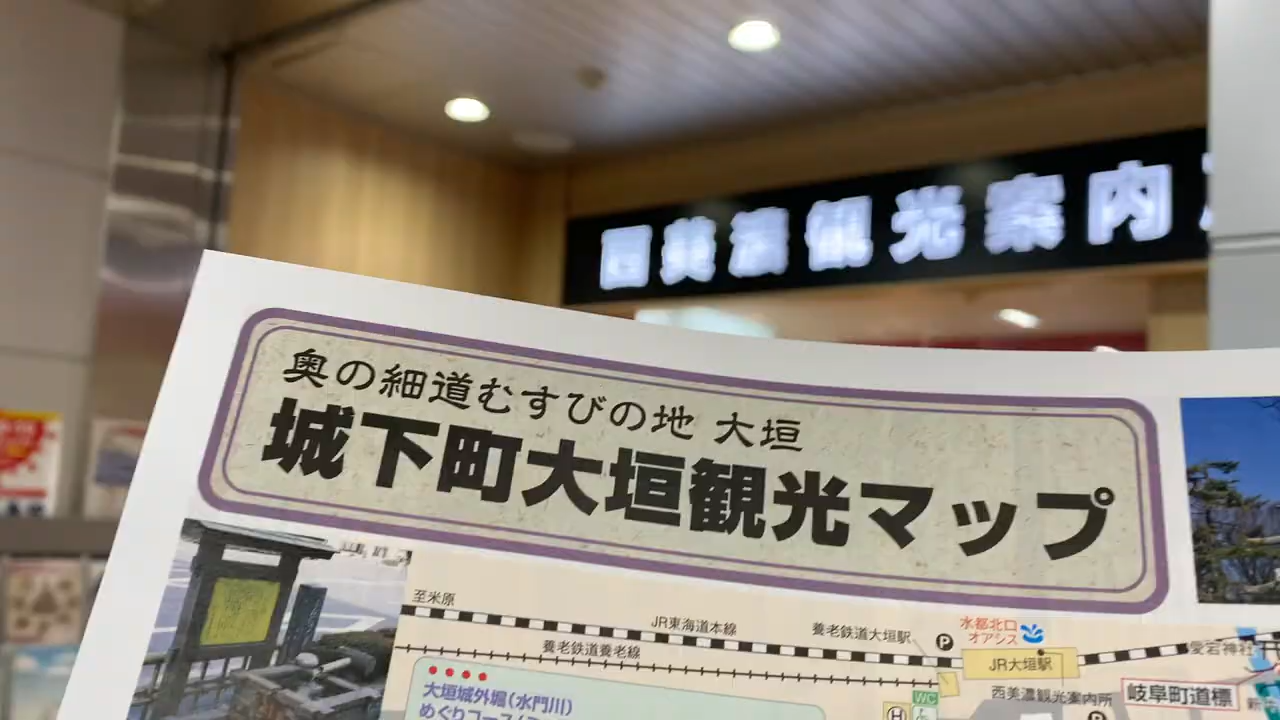 西美濃観光案内
奥の細道むすびの地 大垣
城下町大垣観光マップ
至米原
JR東海道本線
養老鉄道大垣駅
P
水都北口
オアシス
養老鉄道養老線
JR大垣駅
愛宕神社
大垣城外堀(水門川)
WC
西美濃観光案内所
岐阜町道標
H
P